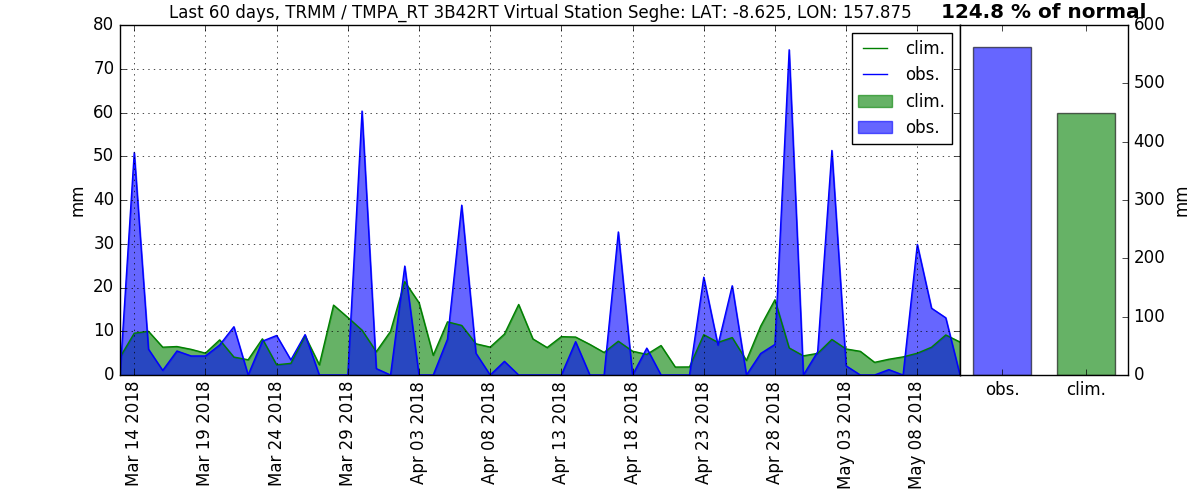 Last 60 days, TRMM / TMPA_RT 3B42RT Virtual Station Seghe: LAT: -8.625, LON: 157.875
124.8 % of normal
80
70
60
50
40
30
20
10
0
mm
clim.
obs.
clim.
obs.
600
500
400
300
200
100
0
mm
obs.
clim.
Mar 14 2018
Mar 19 2018
Mar 24 2018
Mar 29 2018
Apr 03 2018
Apr 08 2018
Apr 13 2018
Apr 18 2018
Apr 23 2018
Apr 28 2018
May 03 2018
May 08 2018